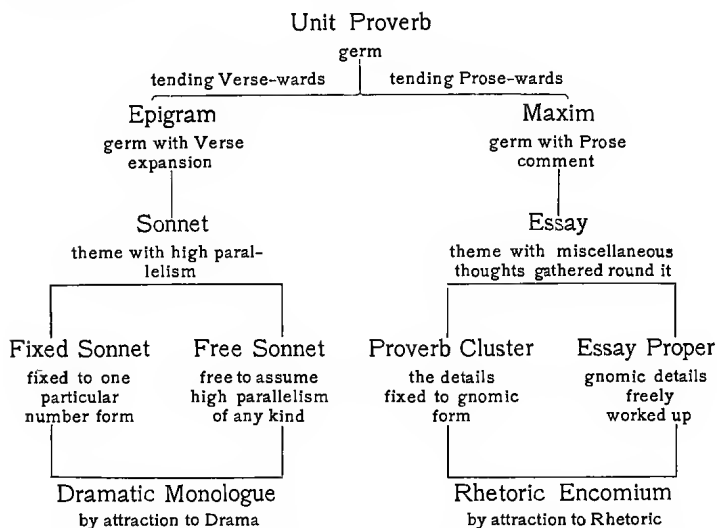 Unit Proverb
germ
tending Verse-wards tending Prose-wards
Epigram
germ with Verse
expansion
Maxim
germ with Prose
comment
Sonnet
theme with high paral-
lelism
Essay
theme with miscellaneous
thoughts gathered round it
Fixed Sonnet
fixed to one
particular
number form
Free Sonnet
free to assume
high parallelism
of any kind
Proverb Cluster
the details
fixed to gnomic
form
Essay Proper
gnomic details
freely
worked up
Dramatic Monologue
by attraction to Drama
Rhetoric Encomium
by attraction to Rhetoric